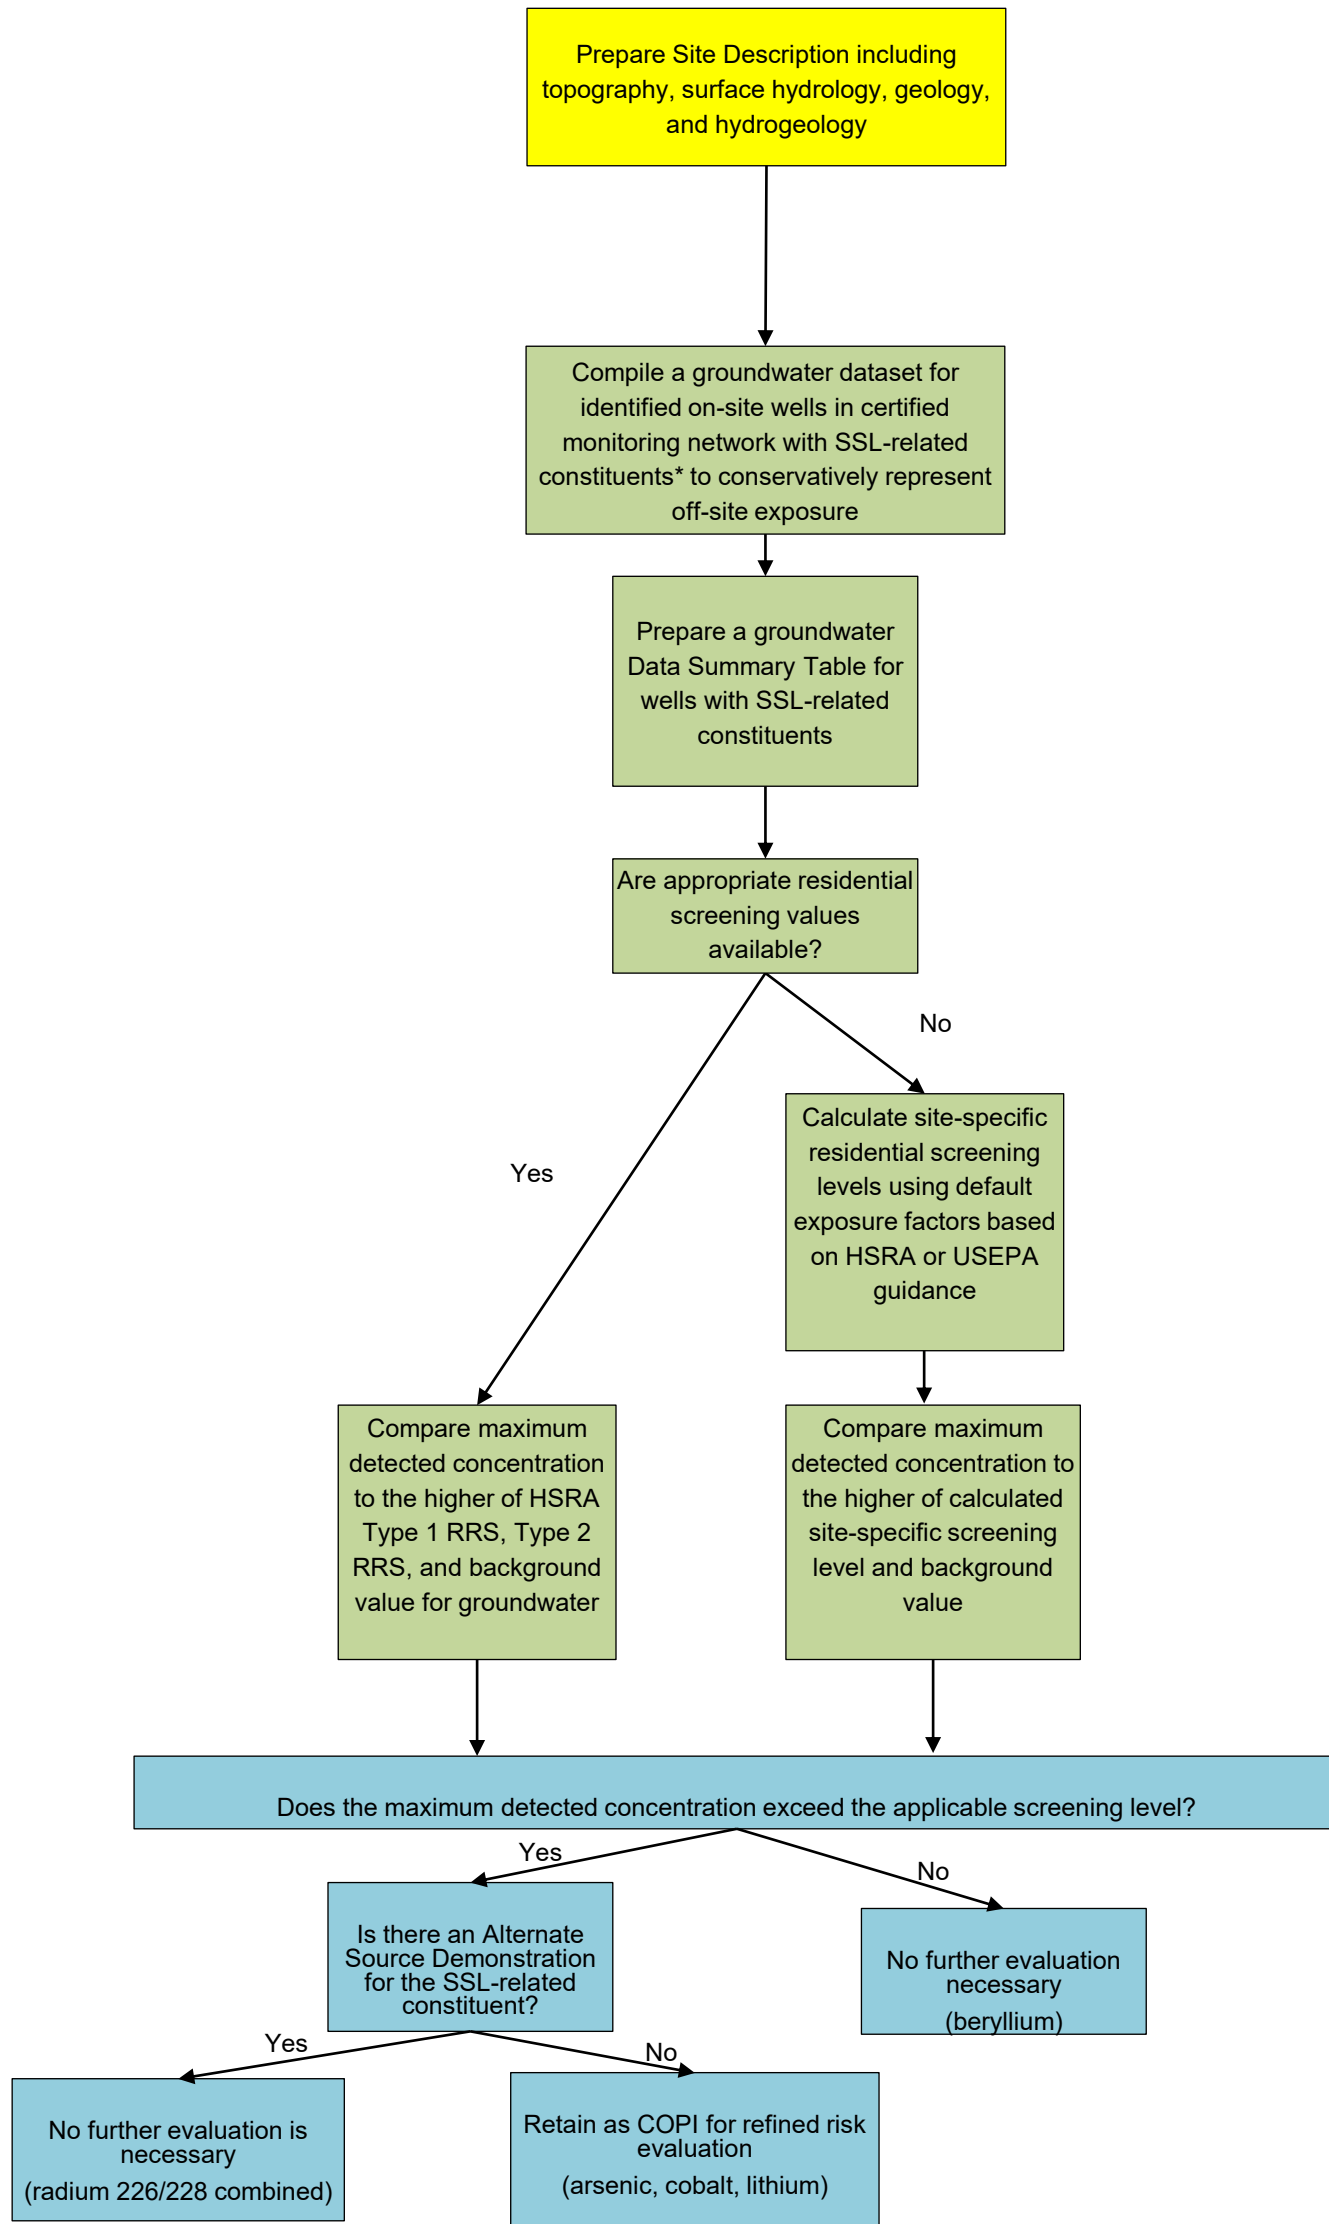 Prepare Site Description including
topography, surface hydrology, geology,
and hydrogeology
Compile a groundwater dataset for
identified on-site wells in certified
monitoring network with SSL-related
constituents* to conservatively represent
off-site exposure
Prepare a groundwater
Data Summary Table for
wells with SSL-related
constituents
Are appropriate residential
screening values
available?
No
Yes
Calculate site-specific
residential screening
levels using default
exposure factors based
on HSRA or USEPA
guidance
Compare maximum
detected concentration
to the higher of HSRA
Type 1 RRS, Type 2
RRS, and background
value for groundwater
Compare maximum
detected concentration to
the higher of calculated
site-specific screening
level and background
value
Does the maximum detected concentration exceed the applicable screening level?
Yes
No
Is there an Alternate
Source Demonstration
for the SSL-related
constituent?
No further evaluation
necessary
(beryllium)
Yes
No
No further evaluation is
necessary
(radium 226/228 combined)
Retain as COPI for refined risk
evaluation
(arsenic, cobalt, lithium)